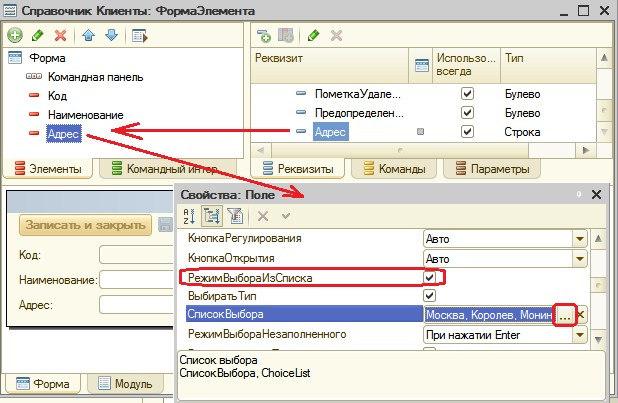 Справочник Клиенты: ФормаЭлемента
Форма
Командная панель
Код
Наименование
Адрес
Элементы
Командный интер...
Реквизит
Использо... всегда
Тип
ПометкаУдале...
Булево
Предопределен...
Булево
Адрес
Строка
Реквизиты
Команды
Параметры
Записать и закрыть
Код:
Наименование:
Адрес:
Форма
Модуль
Свойства: Поле
КнопкаРегулирования
Авто
КнопкаОткрытия
Авто
РежимВыбораИзСписка
ВыбиратьТип
СписокВыбора
Москва, Королев, Монин
...
РежимВыбораНезаполненного
При нажатии Enter
Список выбора
СписокВыбора, ChoiceList